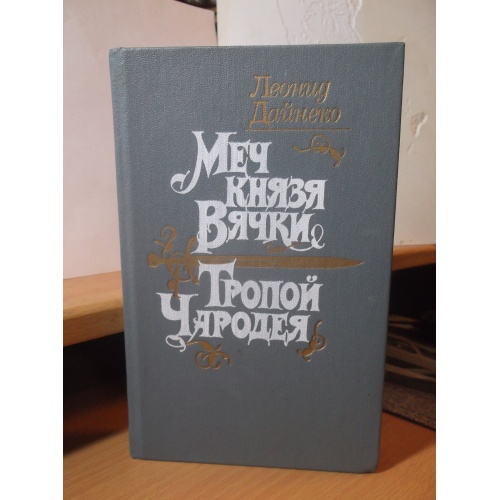 Леонид
Дайнеко
Меч
князя
Вячки
Тропой
Чародея